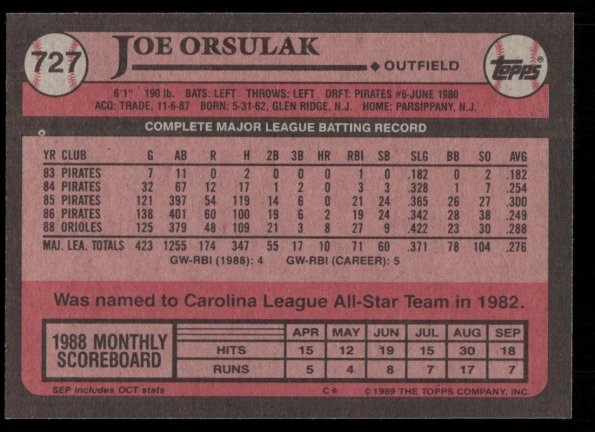 727
JOE ORSULAK
OUTFIELD
topps
6'1" 190 lb. BATS: LEFT THROWS: LEFT DRFT: PIRATES #6-JUNE 1980
ACQ: TRADE, 11-6-87 BORN: 5-31-62, GLEN RIDGE, N.J. HOME: PARSIPPANY, N.J.
COMPLETE MAJOR LEAGUE BATTING RECORD
YR CLUB G AB R H 2B 3B HR RBI SB SLG BB SO AVG
83 PIRATES 7 11 0 2 0 0 0 1 0 .182 0 2 .182
84 PIRATES 32 67 12 17 1 2 0 3 3 .328 1 7 .254
85 PIRATES 121 397 54 119 14 6 0 21 24 .365 26 27 .300
86 PIRATES 138 401 60 100 19 6 2 19 24 .342 28 38 .249
88 ORIOLES 125 379 48 109 21 3 8 27 9 .422 23 30 .288
MAJ. LEA. TOTALS 423 1255 174 347 55 17 10 71 60 .371 78 104 .276
GW-RBI (1988): 4 GW-RBI (CAREER): 5
Was named to Carolina League All-Star Team in 1982.
1988 MONTHLY SCOREBOARD
APR MAY JUN JUL AUG SEP
HITS 15 12 19 15 30 18
RUNS 5 4 8 7 17 7
SEP includes OCT stats
C*
©1989 THE TOPPS COMPANY, INC.